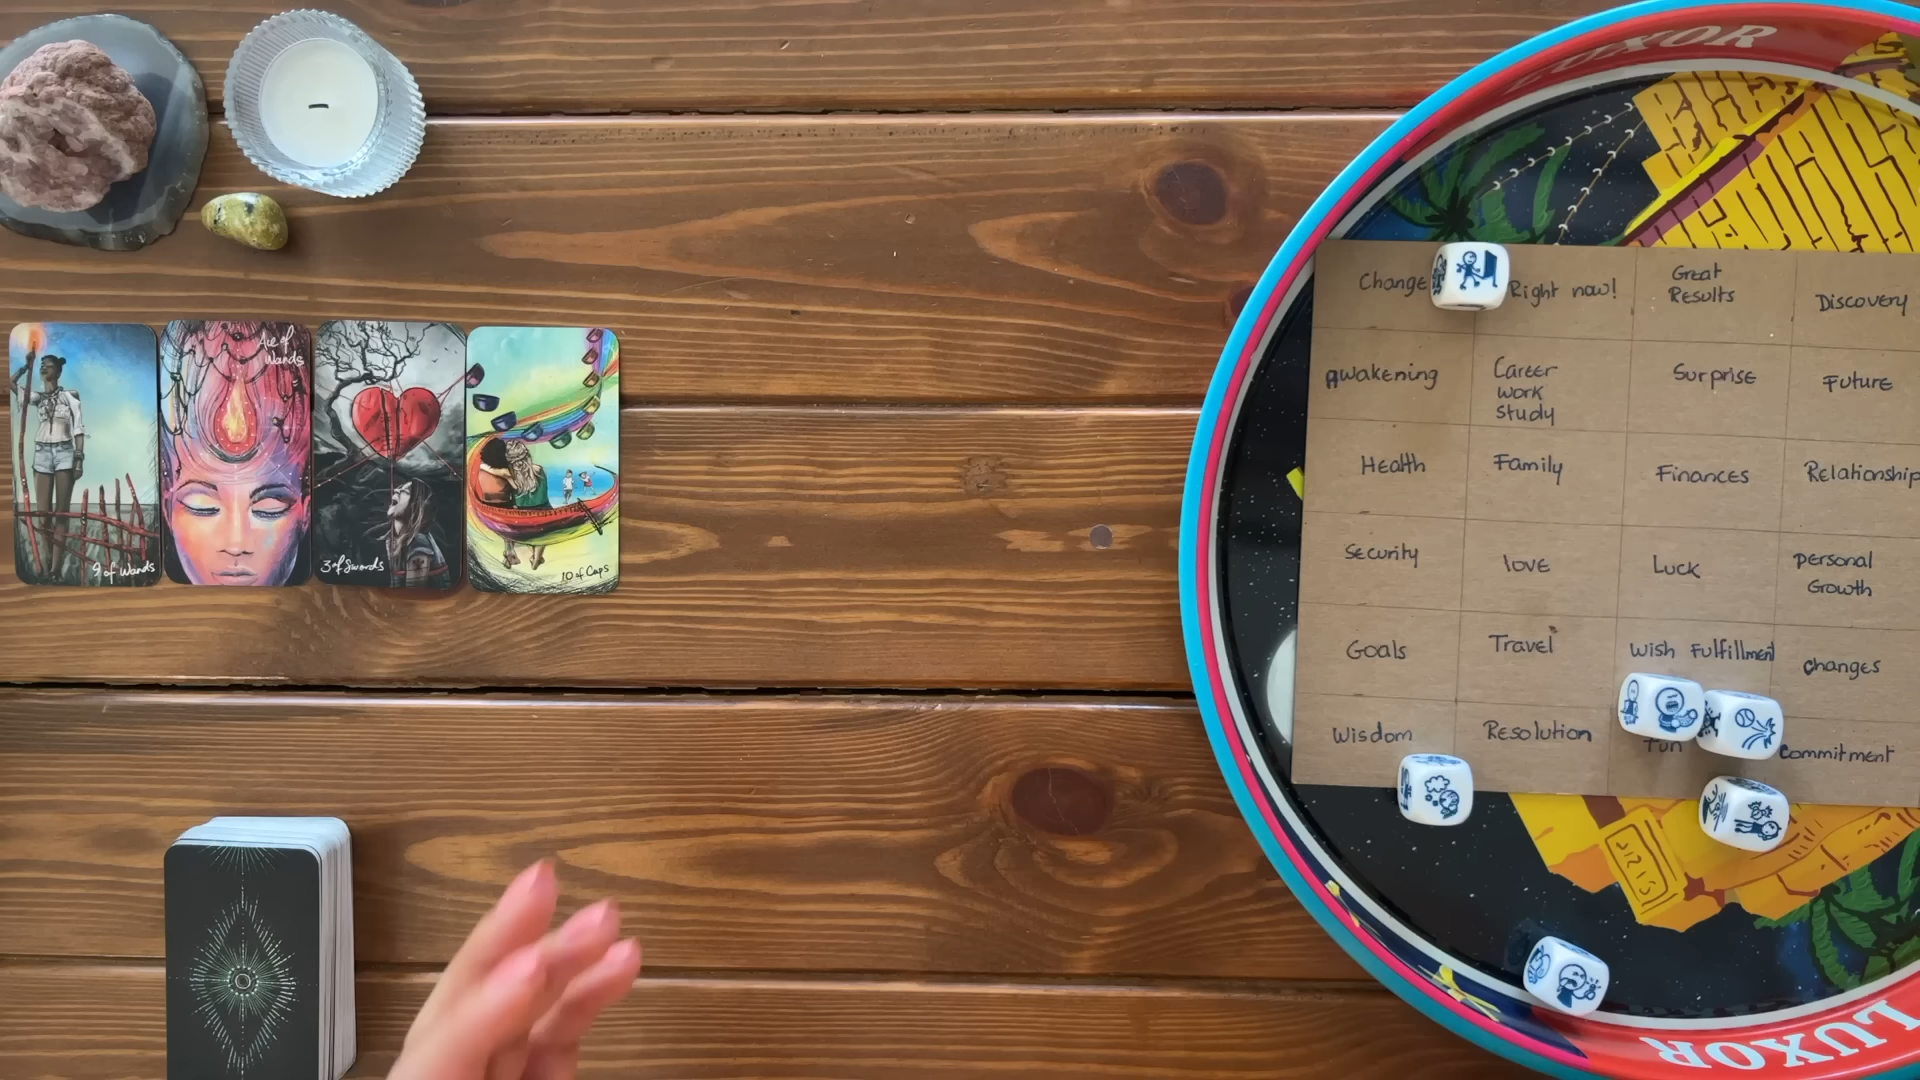 LUXOR
Change
Right now!
Great
Results
Discovery
Awakening
Career
work
study
Surprise
Future
Health
Family
Finances
Relationship
Security
love
Luck
Personal
Growth
Goals
Travel
Wish Fulfillment
changes
Wisdom
Resolution
fun
commitment
9 of Wands
Ace of
Wands
3 of Swords
10 of Cups
LUXOR